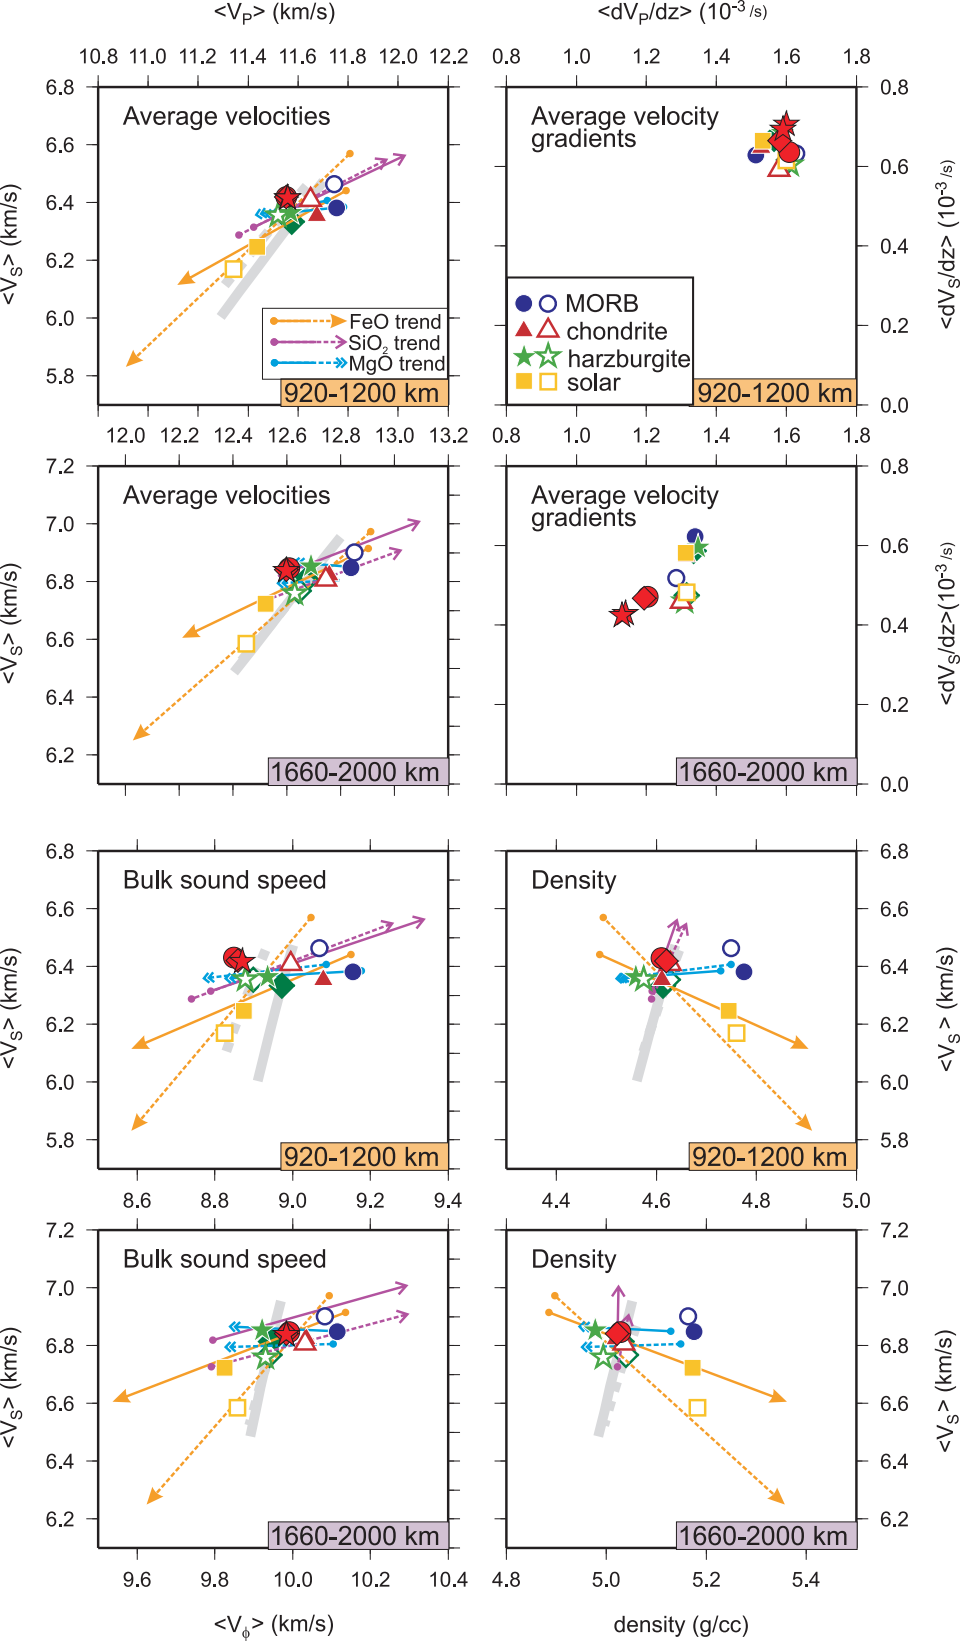 <V_P> (km/s)
<dV_P/dz> (10^-3 /s)
10.8 11.0 11.2 11.4 11.6 11.8 12.0 12.2
0.8 1.0 1.2 1.4 1.6 1.8
6.8
6.6
6.4
6.2
6.0
5.8
<V_S> (km/s)
Average velocities
FeO trend
SiO_2 trend
MgO trend
920-1200 km
Average velocity
gradients
MORB
chondrite
harzburgite
solar
920-1200 km
0.8
0.6
0.4
0.2
0.0
<dV_S/dz> (10^-3 /s)
12.0 12.2 12.4 12.6 12.8 13.0 13.2
0.8 1.0 1.2 1.4 1.6 1.8
7.2
7.0
6.8
6.6
6.4
6.2
<V_S> (km/s)
Average velocities
1660-2000 km
Average velocity
gradients
1660-2000 km
0.8
0.6
0.4
0.2
0.0
<dV_S/dz>(10^-3 /s)
6.8
6.6
6.4
6.2
6.0
5.8
<V_S> (km/s)
Bulk sound speed
920-1200 km
8.6 8.8 9.0 9.2 9.4
Density
920-1200 km
4.4 4.6 4.8 5.0
6.8
6.6
6.4
6.2
6.0
5.8
<V_S> (km/s)
7.2
7.0
6.8
6.6
6.4
6.2
<V_S> (km/s)
Bulk sound speed
1660-2000 km
9.6 9.8 10.0 10.2 10.4
<V_ϕ> (km/s)
Density
1660-2000 km
4.8 5.0 5.2 5.4
density (g/cc)
7.2
7.0
6.8
6.6
6.4
6.2
<V_S> (km/s)